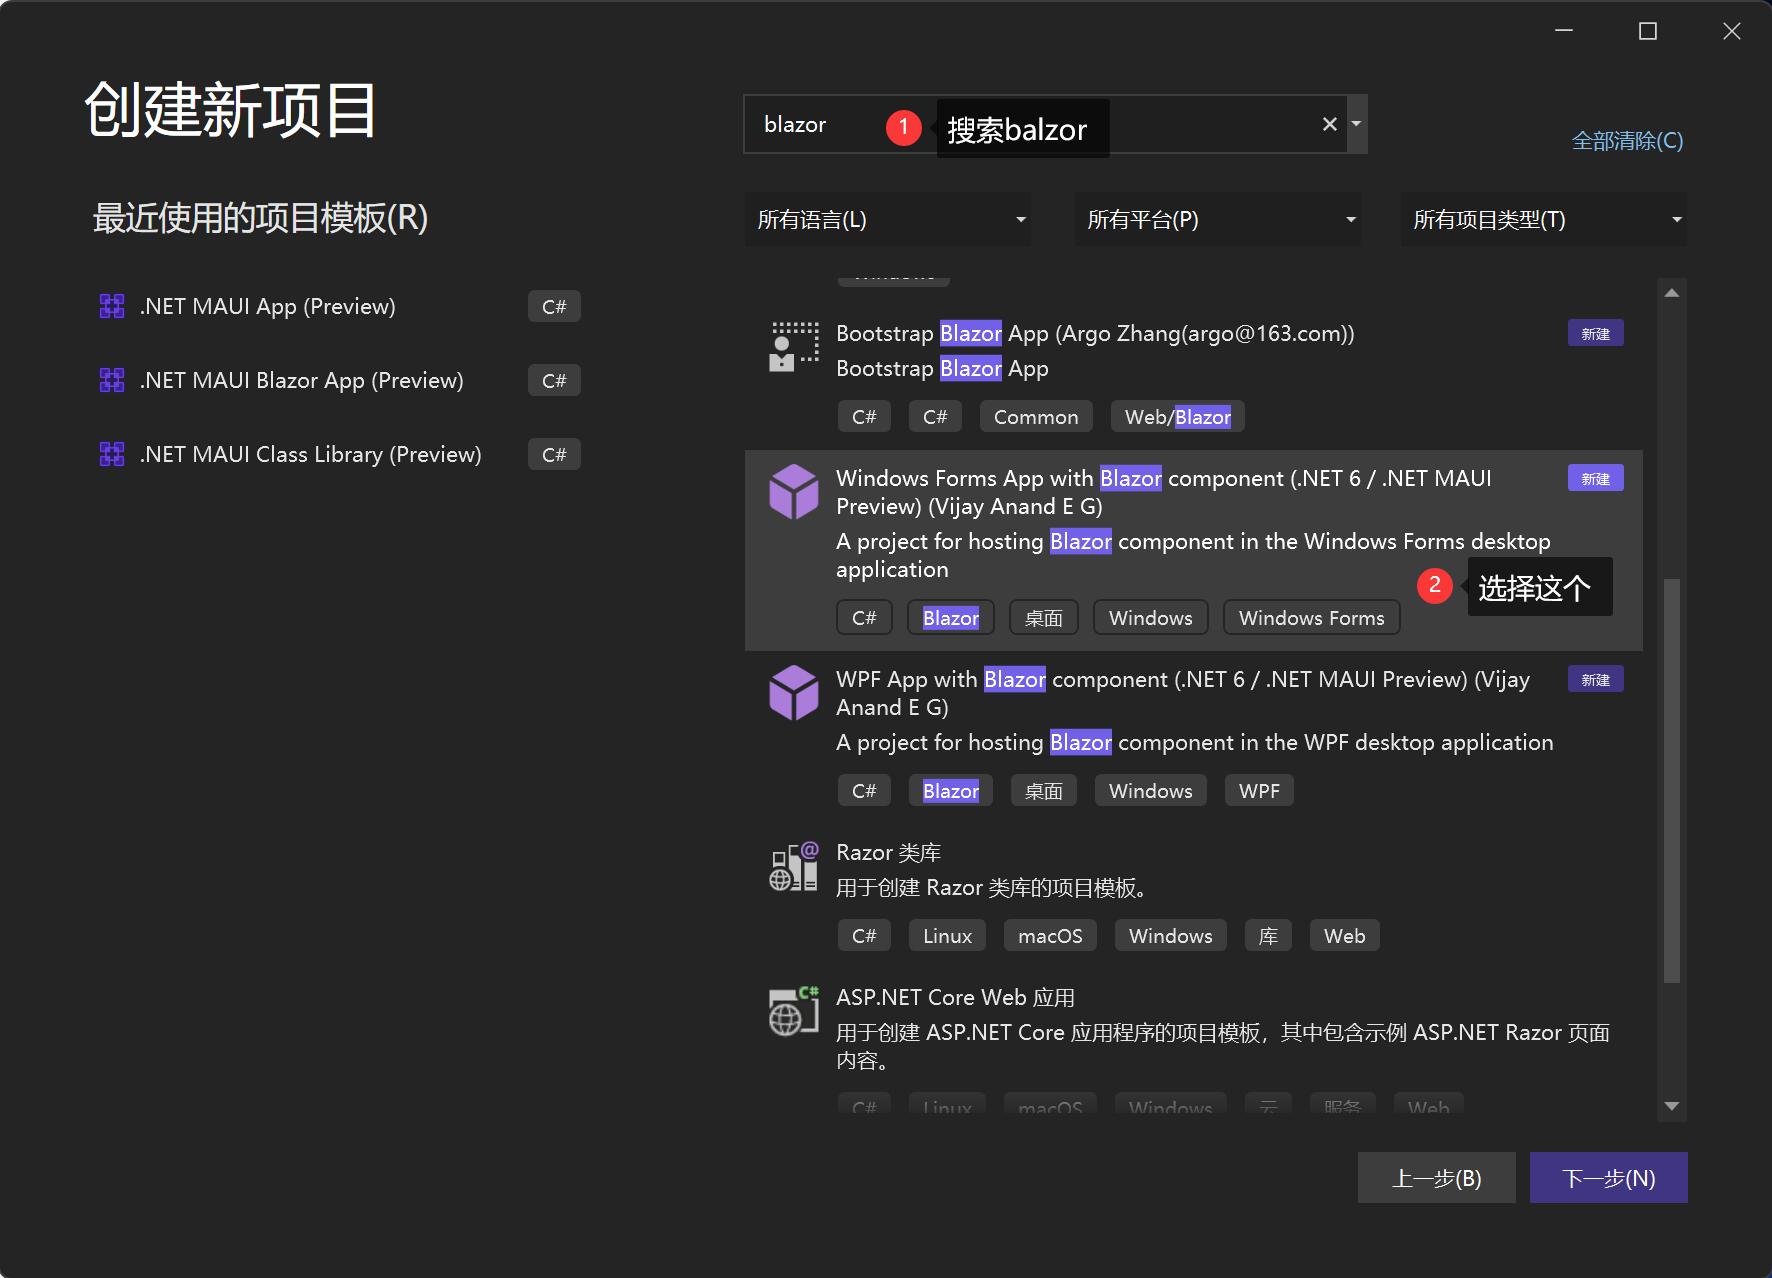 创建新项目
最近使用的项目模板(R)
.NET MAUI App (Preview) C#
.NET MAUI Blazor App (Preview) C#
.NET MAUI Class Library (Preview) C#
blazor 1 搜索balzor
全部清除(C)
所有语言(L) 所有平台(P) 所有项目类型(T)
Windows
Bootstrap Blazor App (Argo Zhang(argo@163.com)) 新建
Bootstrap Blazor App
C# C# Common Web/Blazor
Windows Forms App with Blazor component (.NET 6 / .NET MAUI 新建
Preview) (Vijay Anand E G)
A project for hosting Blazor component in the Windows Forms desktop
application
2 选择这个
C# Blazor 桌面 Windows Windows Forms
WPF App with Blazor component (.NET 6 / .NET MAUI Preview) (Vijay 新建
Anand E G)
A project for hosting Blazor component in the WPF desktop application
C# Blazor 桌面 Windows WPF
Razor 类库
用于创建 Razor 类库的项目模板。
C# Linux macOS Windows 库 Web
ASP.NET Core Web 应用
用于创建 ASP.NET Core 应用程序的项目模板，其中包含示例 ASP.NET Razor 页面
内容。
C# Linux macOS Windows 云 服务 Web
上一步(B) 下一步(N)